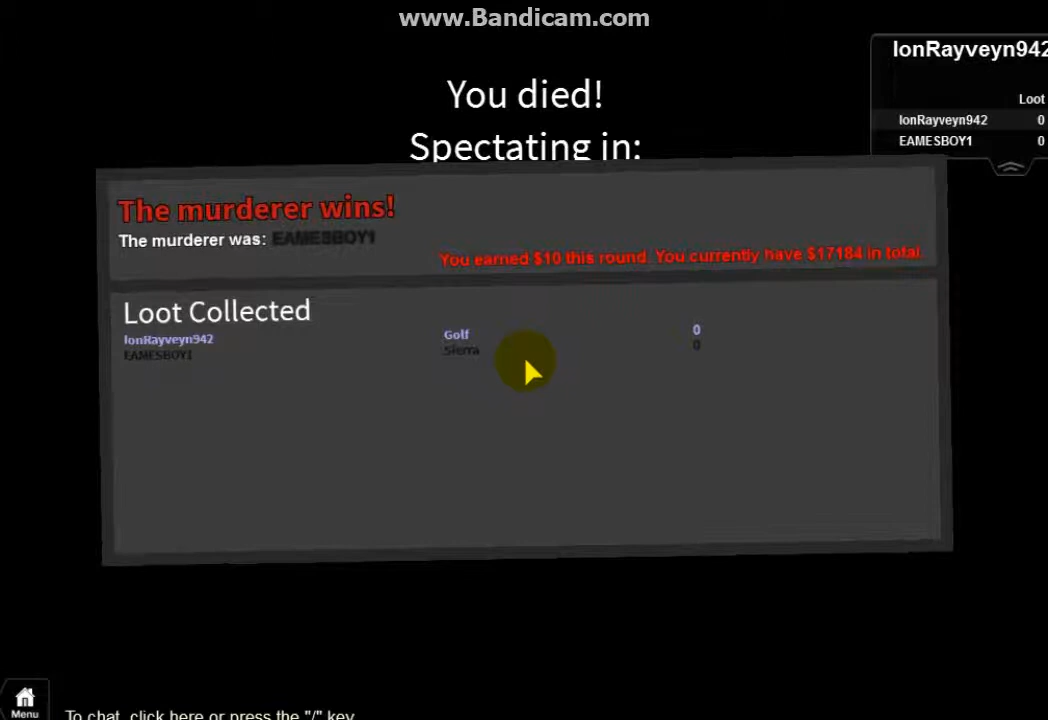 www.Bandicam.com
IonRayveyn942
You died!
Loot
IonRayveyn942 0
EAMESBOY1 0
Spectating in:
The murderer wins!
The murderer was: EAMESBOY1
You earned $10 this round. You currently have $17184 in total.
Loot Collected
IonRayveyn942 Golf 0
EAMESBOY1 Sierra 0
Menu
To chat, click here or press the "/" key